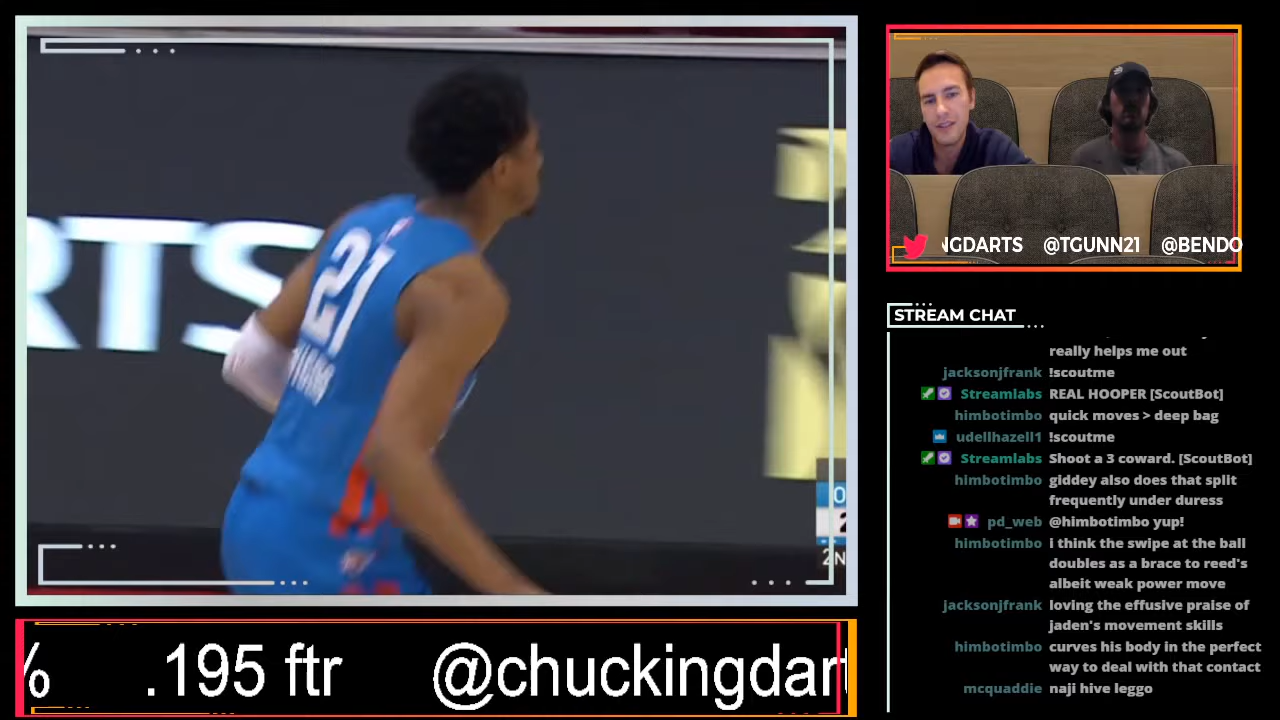 RTS
21
2N
NGDARTS @TGUNN21 @BENDO
STREAM CHAT
really helps me out
jacksonjfrank !scoutme
Streamlabs REAL HOOPER [ScoutBot]
himbotimbo quick moves > deep bag
udellhazell1 !scoutme
Streamlabs Shoot a 3 coward. [ScoutBot]
himbotimbo giddey also does that split
frequently under duress
pd_web @himbotimbo yup!
himbotimbo i think the swipe at the ball
doubles as a brace to reed's
albeit weak power move
jacksonjfrank loving the effusive praise of
jaden's movement skills
himbotimbo curves his body in the perfect
way to deal with that contact
mcquaddie naji hive leggo
% .195 ftr @chuckingdart